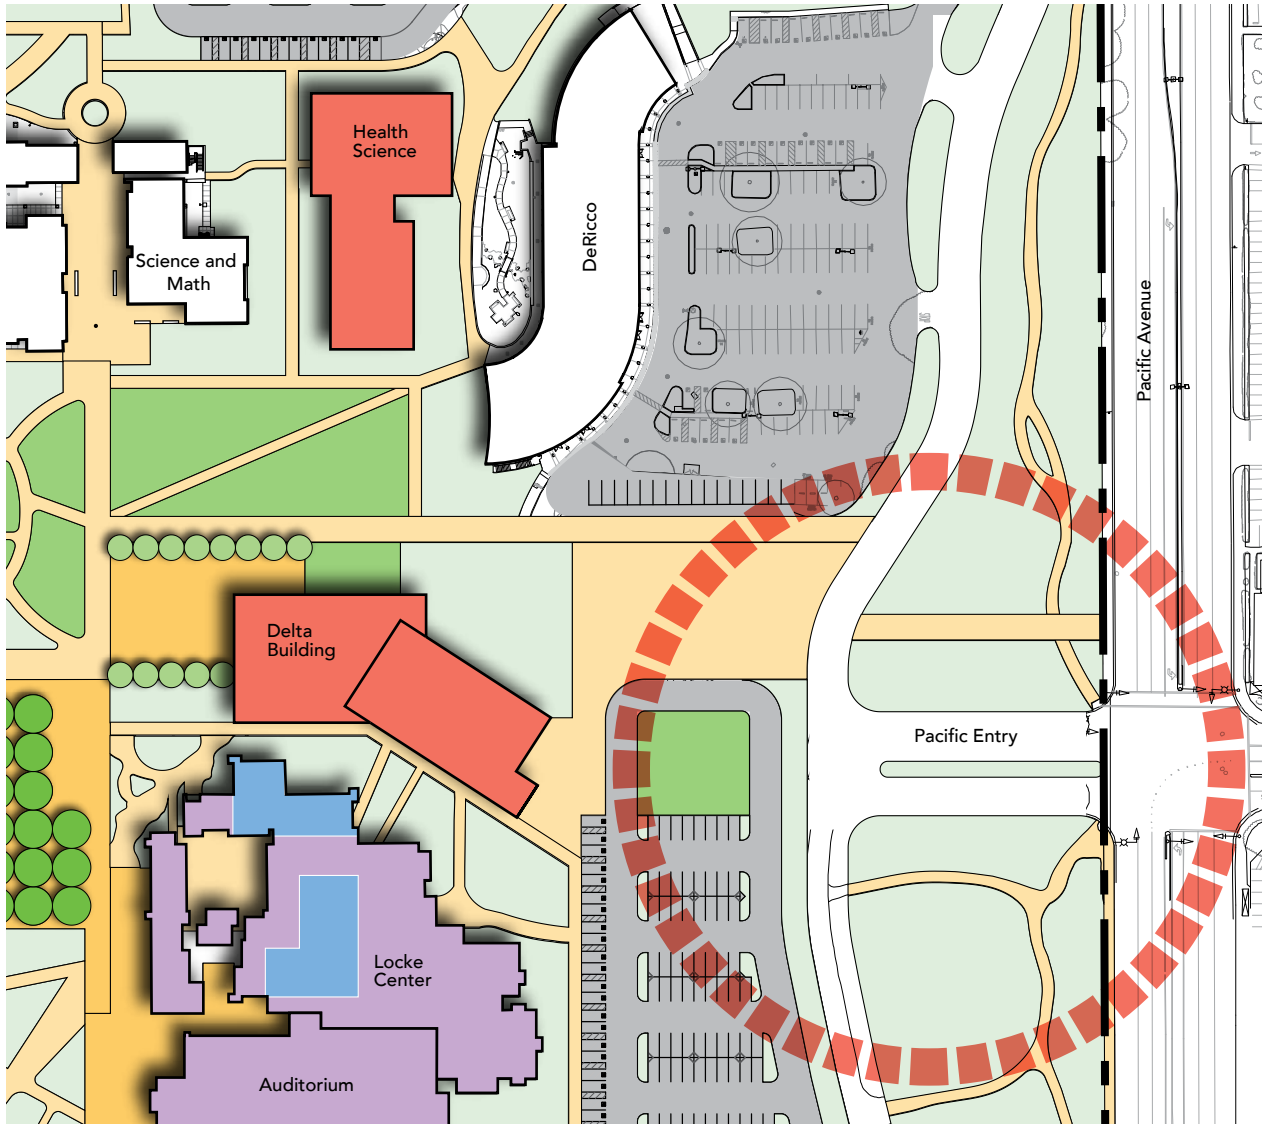 Health
Science
DeRicco
Science and
Math
Pacific Avenue
Delta
Building
Pacific Entry
Locke
Center
Auditorium